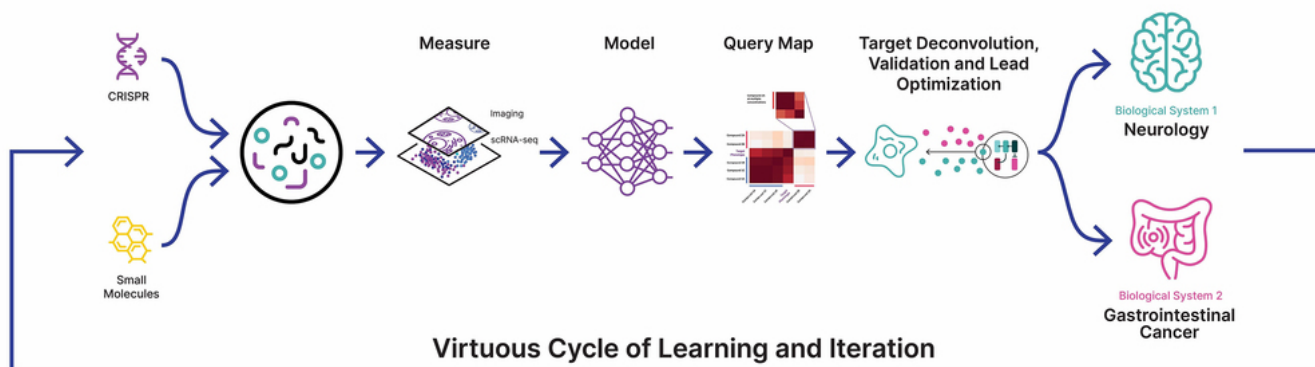 CRISPR
Small
Molecules
Measure
Imaging
scRNA-seq
Model
Query Map
Target Deconvolution,
Validation and Lead
Optimization
Biological System 1
Neurology
Biological System 2
Gastrointestinal
Cancer
Virtuous Cycle of Learning and Iteration